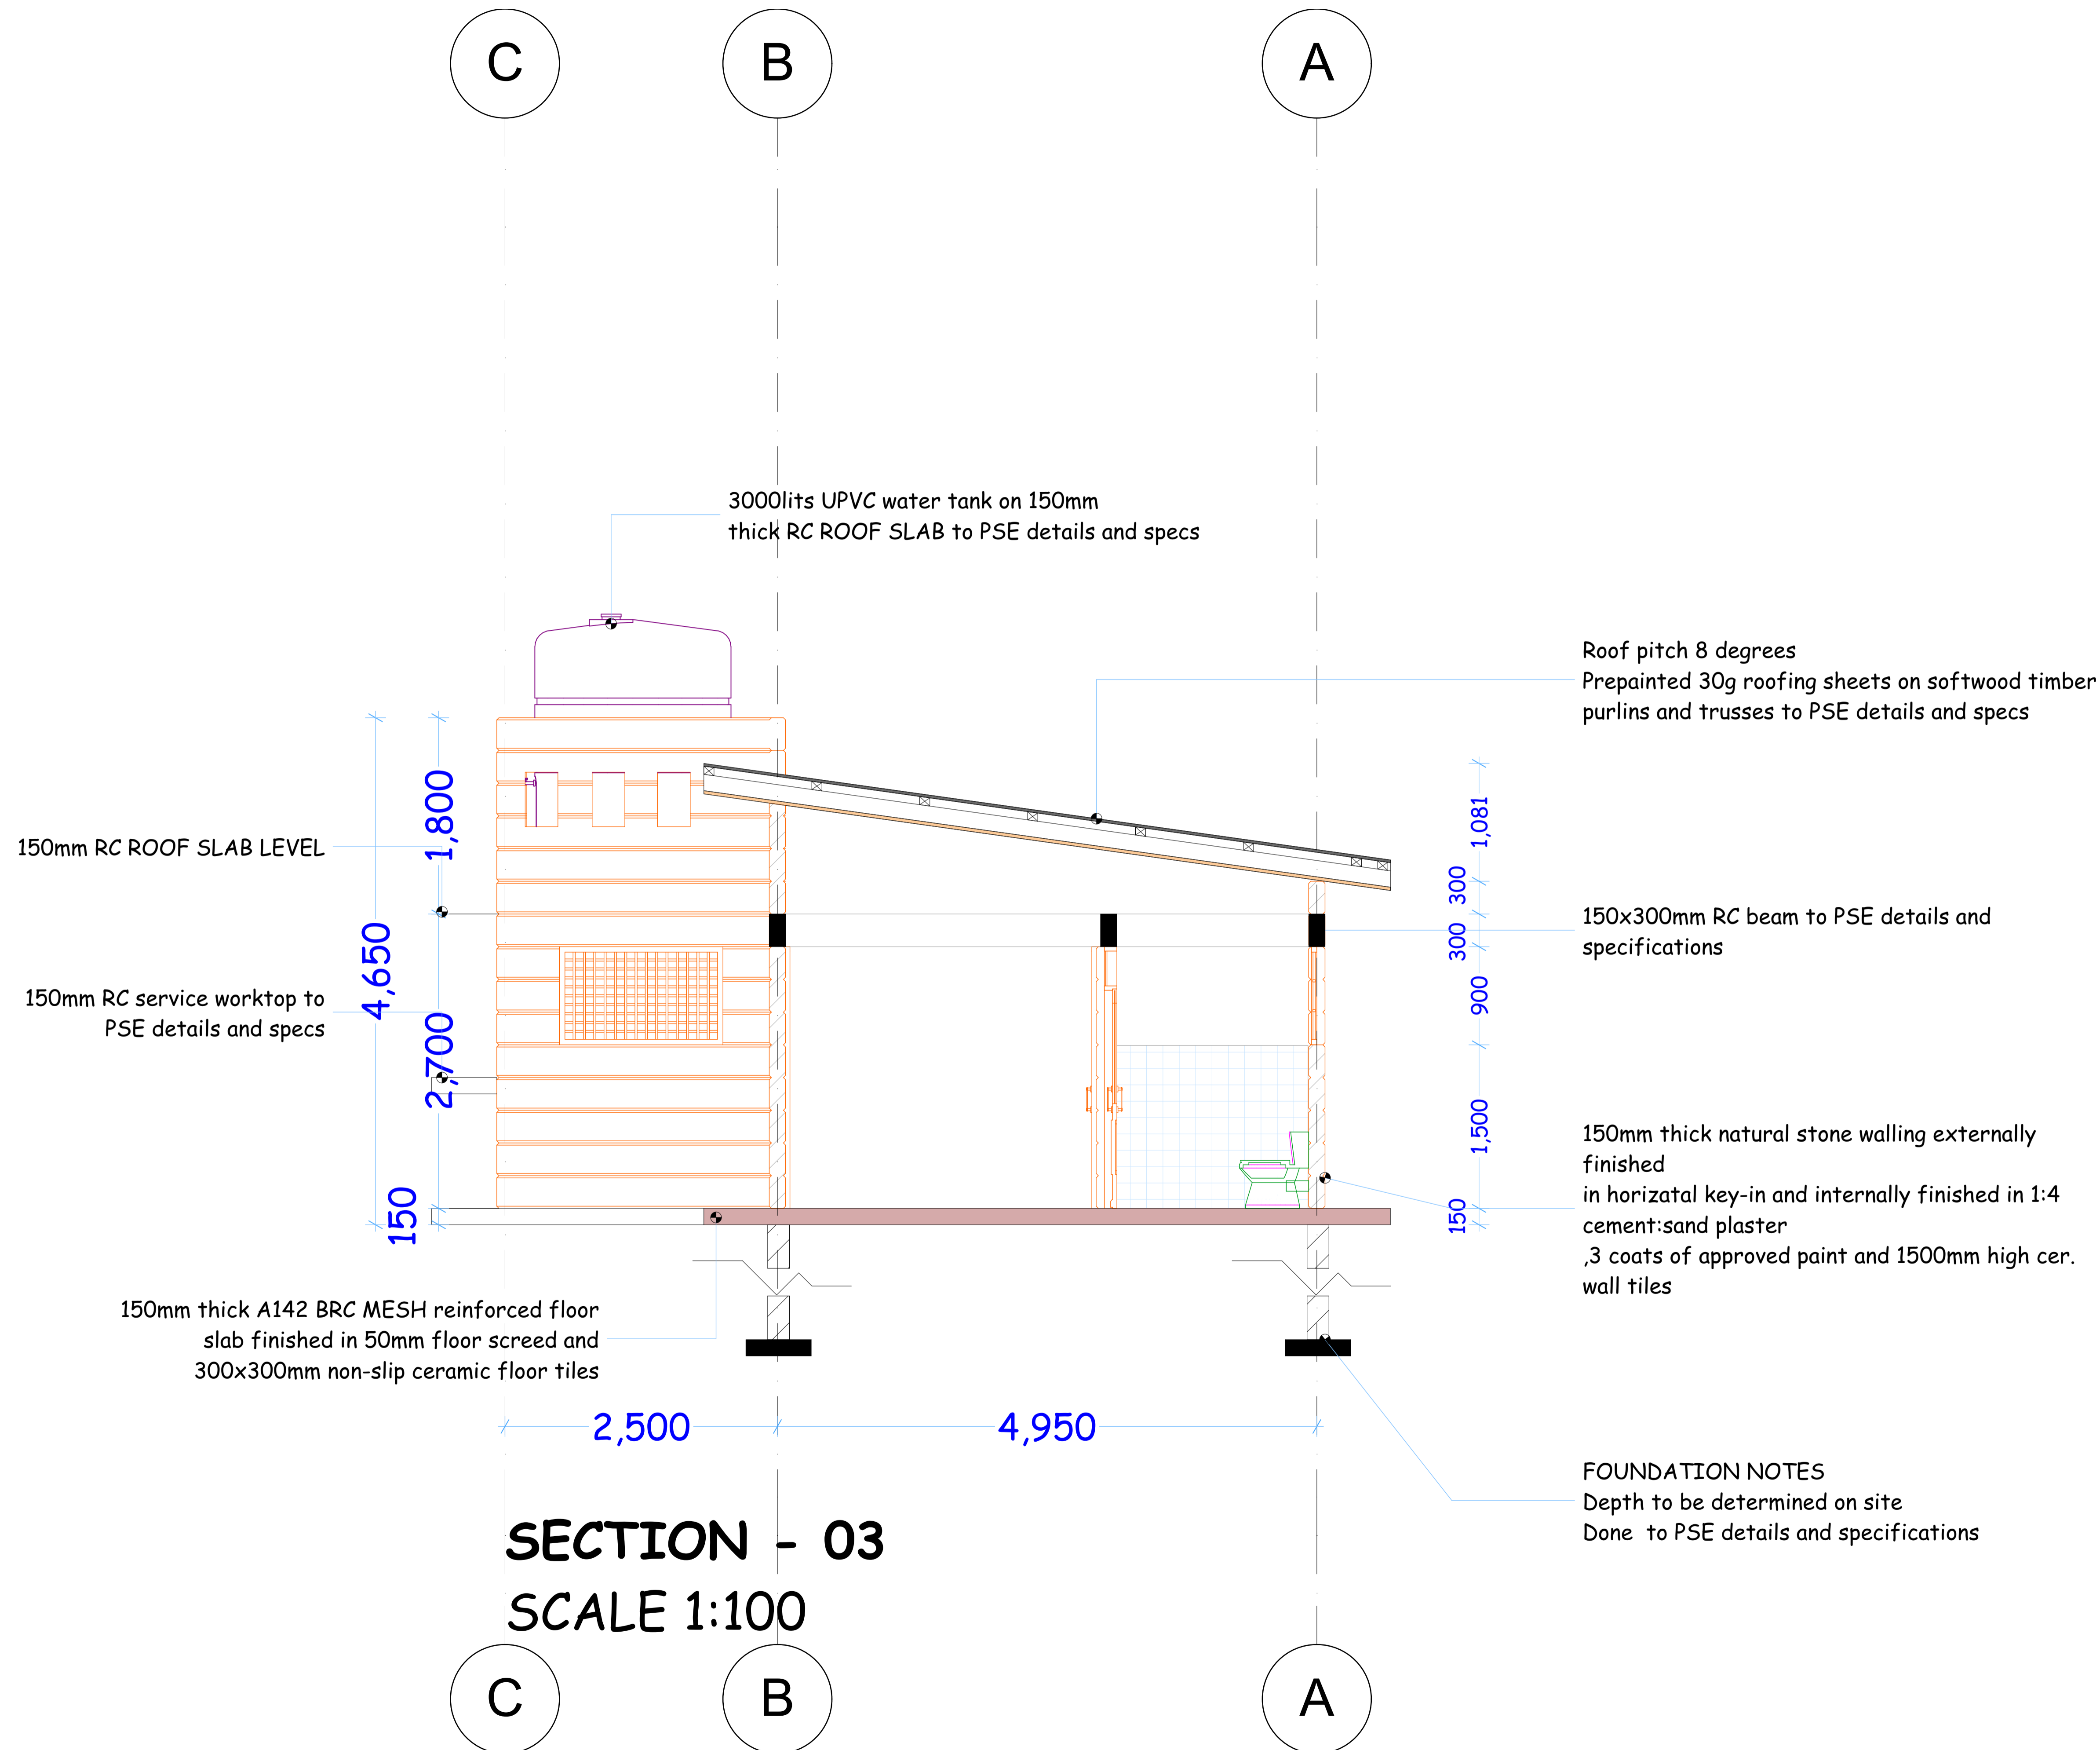 C
B
A
3000lits UPVC water tank on 150mm
thick RC ROOF SLAB to PSE details and specs
Roof pitch 8 degrees
Prepainted 30g roofing sheets on softwood timber
purlins and trusses to PSE details and specs
1,800
1,081
150mm RC ROOF SLAB LEVEL
300
150x300mm RC beam to PSE details and
specifications
300
4,650
900
150mm RC service worktop to
PSE details and specs
2,700
1,500
150mm thick natural stone walling externally
finished
in horizatal key-in and internally finished in 1:4
cement:sand plaster
,3 coats of approved paint and 1500mm high cer.
wall tiles
150
150
150mm thick A142 BRC MESH reinforced floor
slab finished in 50mm floor screed and
300x300mm non-slip ceramic floor tiles
2,500
4,950
FOUNDATION NOTES
Depth to be determined on site
Done  to PSE details and specifications
SECTION - 03
SCALE 1:100
C
B
A